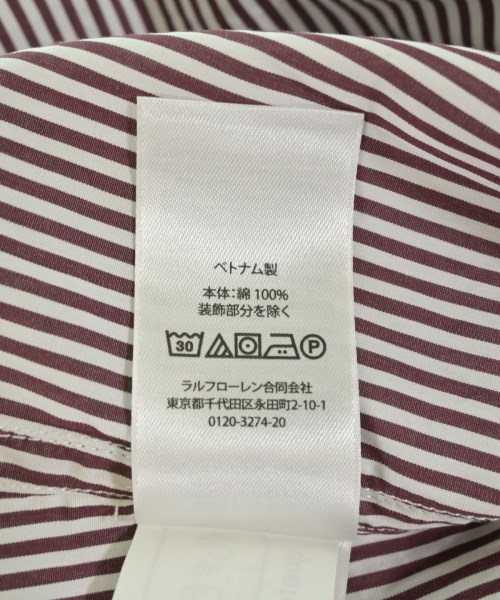 ベトナム製
本体：綿 100%
装飾部分を除く
30 P
ラルフローレン合同会社
東京都千代田区永田町2-10-1
0120-3274-20